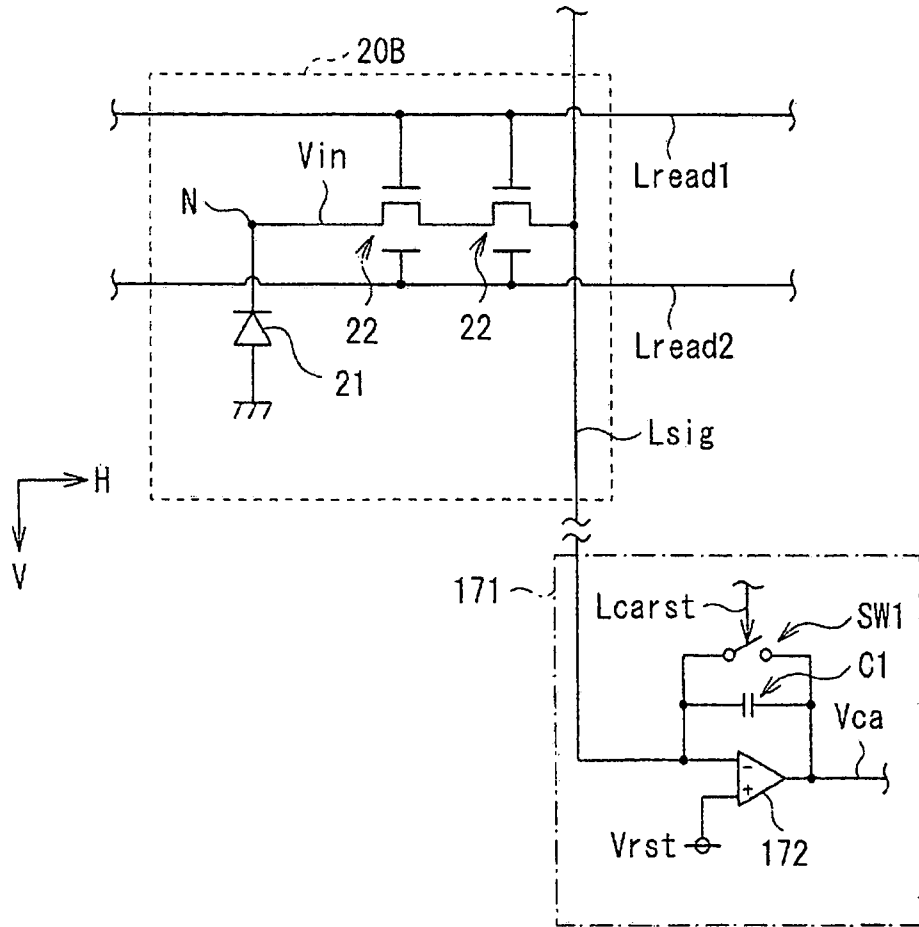 20B
Vin
Lread1
N
22
22
Lread2
21
Lsig
H
V
171
Lcarst
SW1
C1
Vca
-
+
Vrst
172